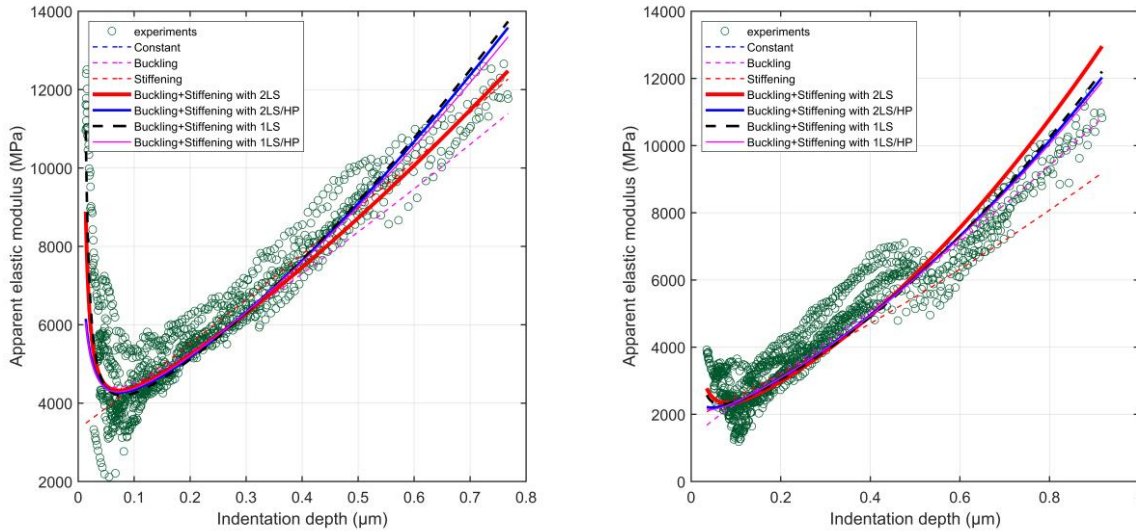 14000
12000
10000
8000
6000
4000
2000
0
0.1
0.2
0.3
0.4
0.5
0.6
0.7
0.8
Apparent elastic modulus (MPa)
Indentation depth (µm)
experiments
Constant
Buckling
Stiffening
Buckling+Stiffening with 2LS
Buckling+Stiffening with 2LS/HP
Buckling+Stiffening with 1LS
Buckling+Stiffening with 1LS/HP
14000
12000
10000
8000
6000
4000
2000
0
0
0.2
0.4
0.6
0.8
Apparent elastic modulus (MPa)
Indentation depth (µm)
experiments
Constant
Buckling
Stiffening
Buckling+Stiffening with 2LS
Buckling+Stiffening with 2LS/HP
Buckling+Stiffening with 1LS
Buckling+Stiffening with 1LS/HP